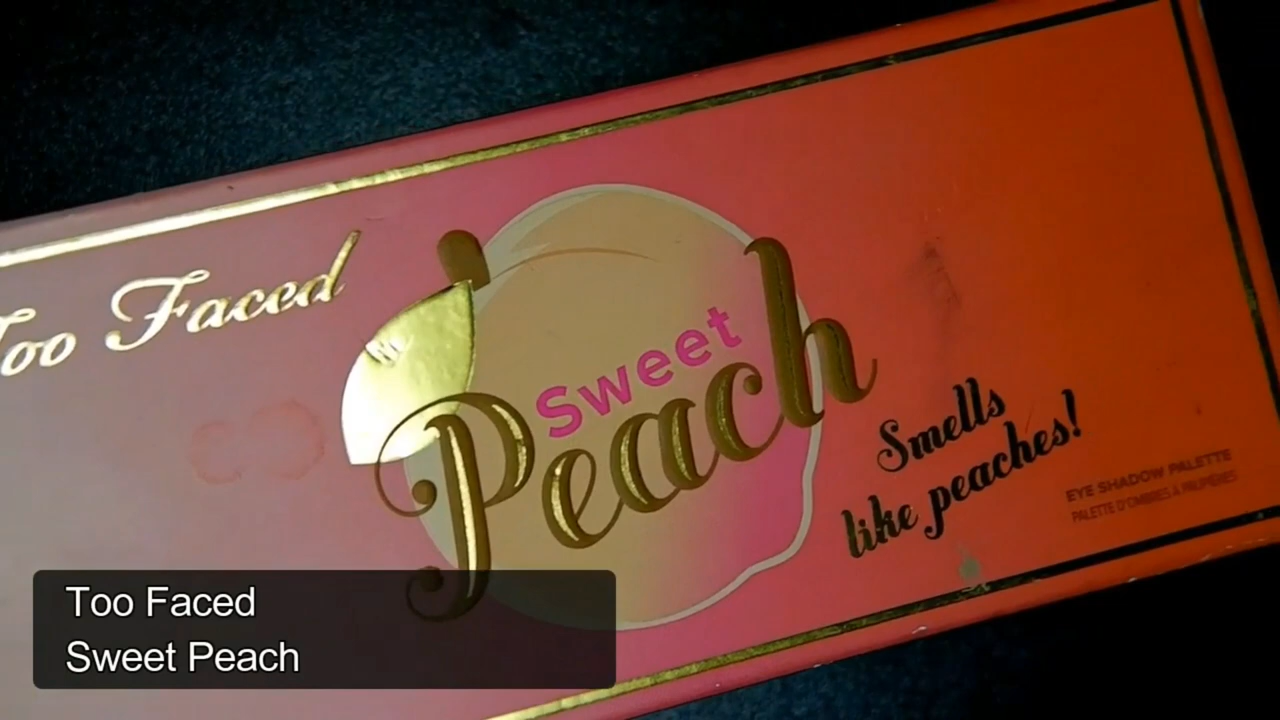 Too Faced
Sweet
Peach
Smells
like peaches!
EYE SHADOW PALETTE
PALETTE D'OMBRES À PAUPIÈRES
Too Faced
Sweet Peach